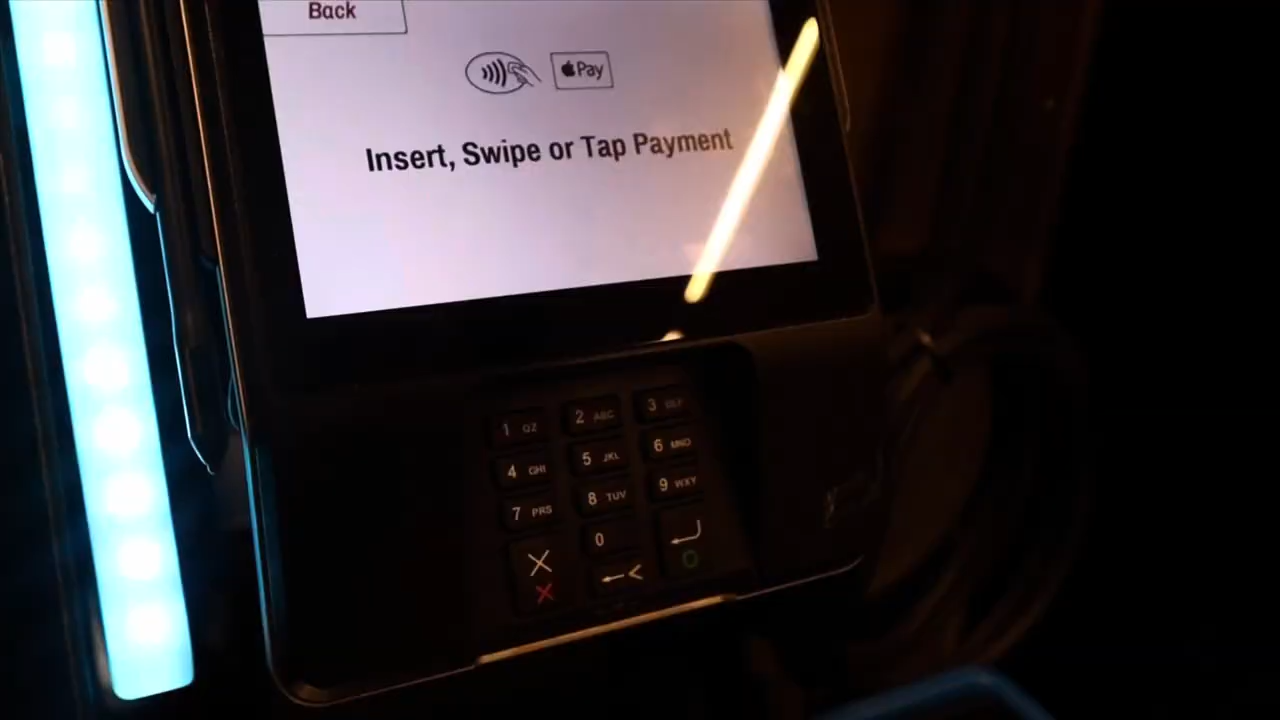 Back
Pay
Insert, Swipe or Tap Payment
1 QZ 2 ABC 3 DEF
4 GHI 5 JKL 6 MNO
7 PRS 8 TUV 9 WXY
0